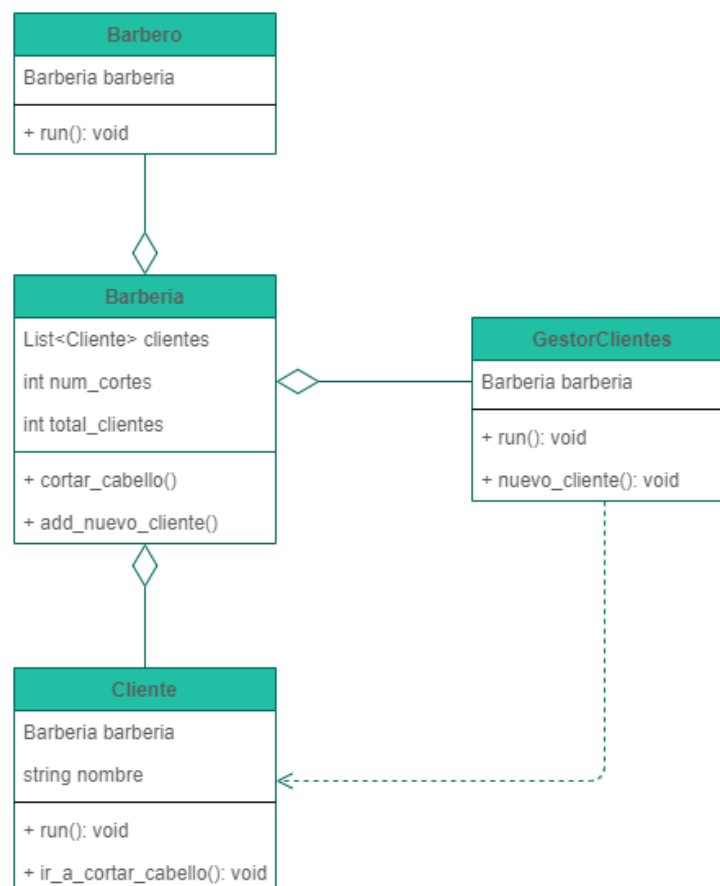 Barbero
Barberia barberia
+ run(): void
Barberia
List<Cliente> clientes
int num_cortes
int total_clientes
+ cortar_cabello()
+ add_nuevo_cliente()
GestorClientes
Barberia barberia
+ run(): void
+ nuevo_cliente(): void
Cliente
Barberia barberia
string nombre
+ run(): void
+ ir_a_cortar_cabello(): void